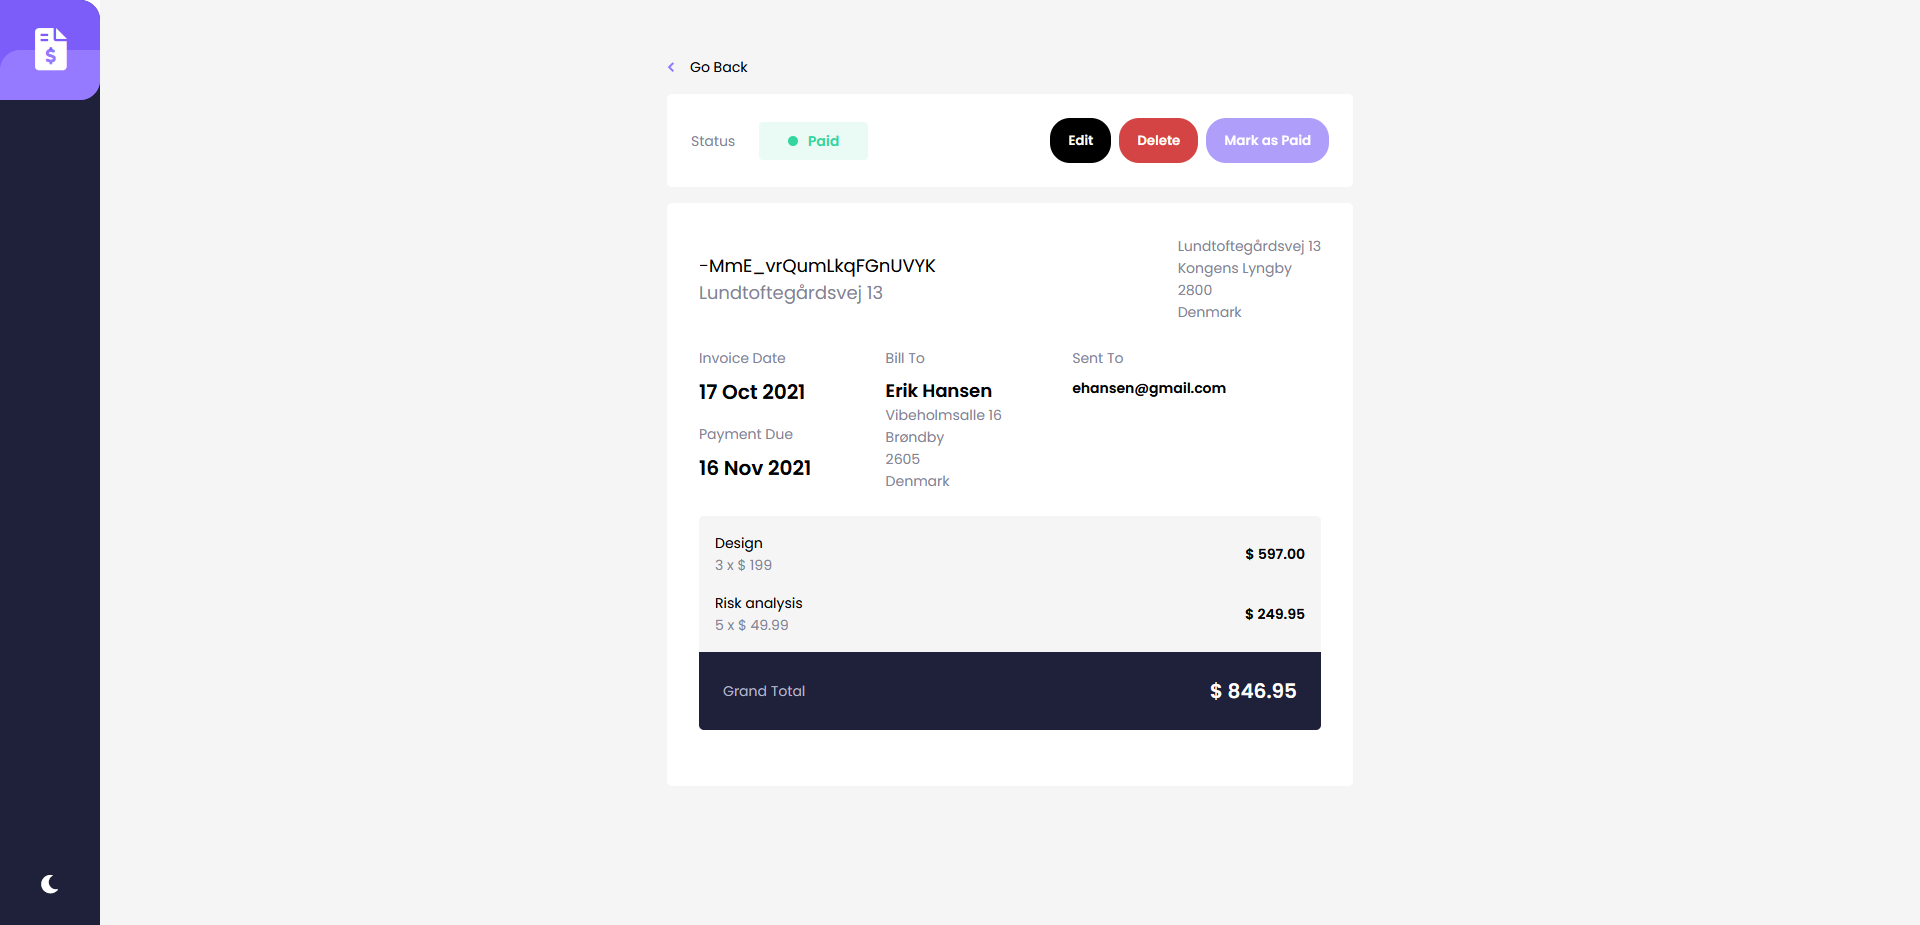 Go Back
Status
Paid
Edit
Delete
Mark as Paid
-MmE_vrQumLkqFGnUVYK
Lundtoftegårdsvej 13
Lundtoftegårdsvej 13
Kongens Lyngby
2800
Denmark
Invoice Date
17 Oct 2021
Payment Due
16 Nov 2021
Bill To
Erik Hansen
Vibeholmsalle 16
Brøndby
2605
Denmark
Sent To
ehansen@gmail.com
Design
3 x $ 199
$ 597.00
Risk analysis
5 x $ 49.99
$ 249.95
Grand Total
$ 846.95